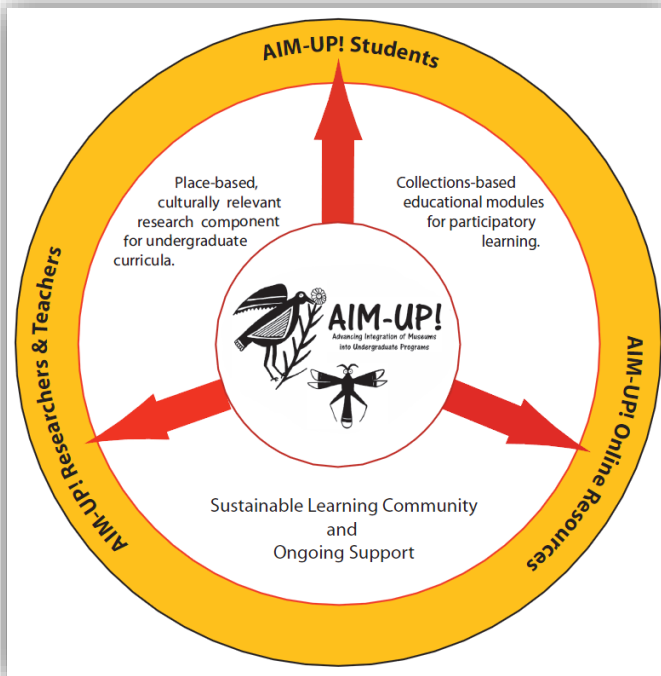 AIM-UP! Students
Place-based,
culturally relevant
research component
for undergraduate
curricula.
Collections-based
educational modules
for participatory
learning.
AIM-UP!
Advancing Integration of Museums
into Undergraduate Programs
AIM-UP! Researchers & Teachers
AIM-UP! Online Resources
Sustainable Learning Community
and
Ongoing Support